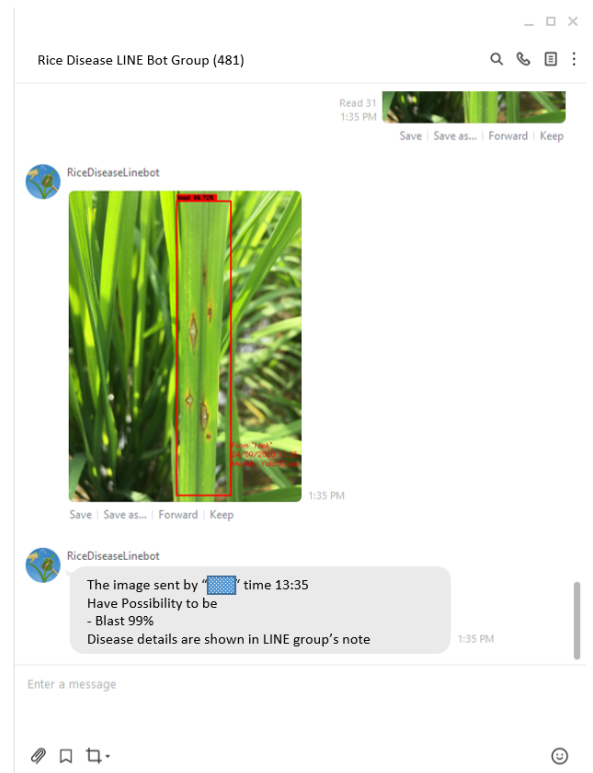 Rice Disease LINE Bot Group (481)
Read 31
1:35 PM
Save | Save as... | Forward | Keep
RiceDiseaseLinebot
1:35 PM
Save | Save as... | Forward | Keep
RiceDiseaseLinebot
The image sent by “ “ time 13:35
Have Possibility to be
- Blast 99%
Disease details are shown in LINE group’s note
1:35 PM
Enter a message